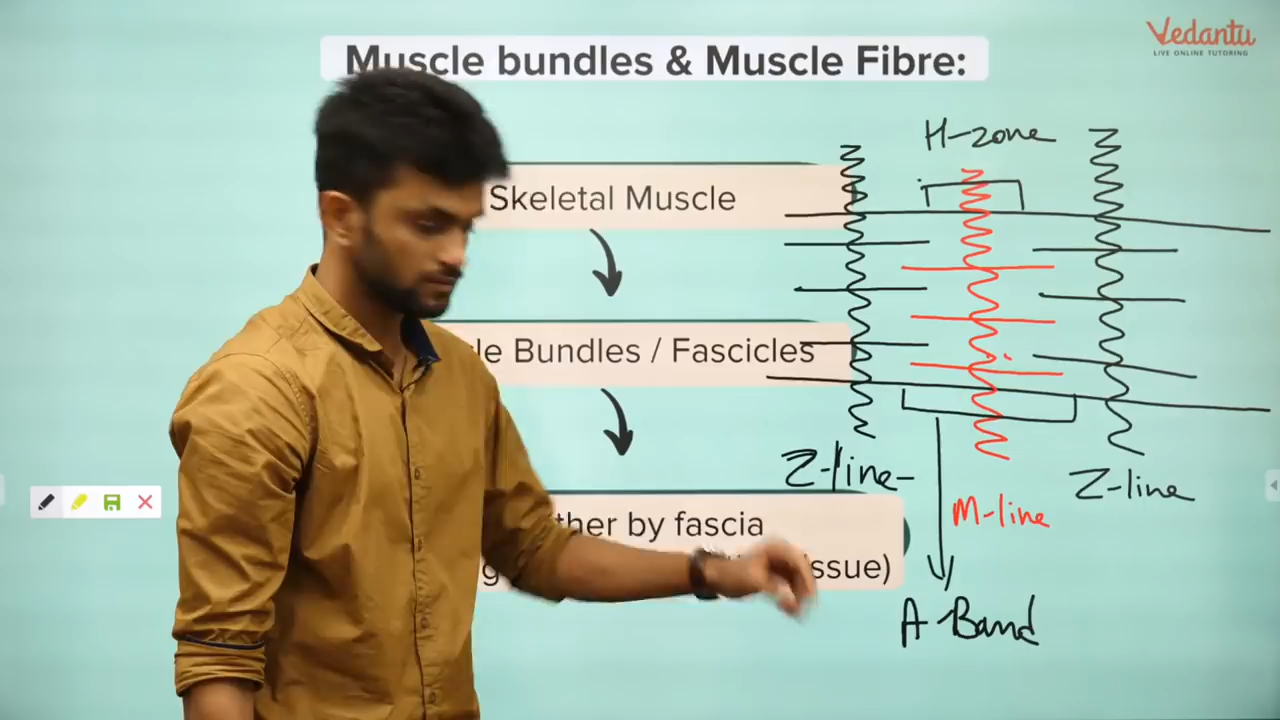 Vedantu
LIVE ONLINE TUTORING
Muscle bundles & Muscle Fibre:
H-zone
Skeletal Muscle
Bundles / Fascicles
Z-line-
Z-line
M-line
by fascia
A-Band